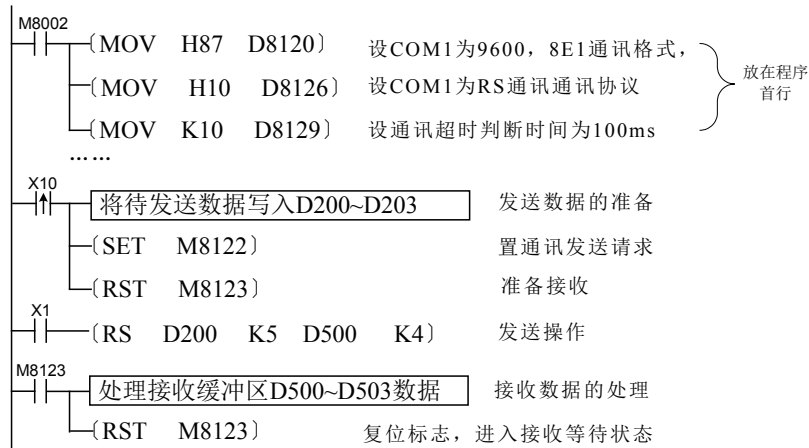 M8002
〔MOV H87 D8120〕 设COM1为9600，8E1通讯格式，
〔MOV H10 D8126〕 设COM1为RS通讯通讯协议
〔MOV K10 D8129〕 设通讯超时判断时间为100ms
放在程序
首行
……
X10
将待发送数据写入D200~D203 发送数据的准备
〔SET M8122〕 置通讯发送请求
〔RST M8123〕 准备接收
X1
〔RS D200 K5 D500 K4〕 发送操作
M8123
处理接收缓冲区D500~D503数据 接收数据的处理
〔RST M8123〕 复位标志，进入接收等待状态